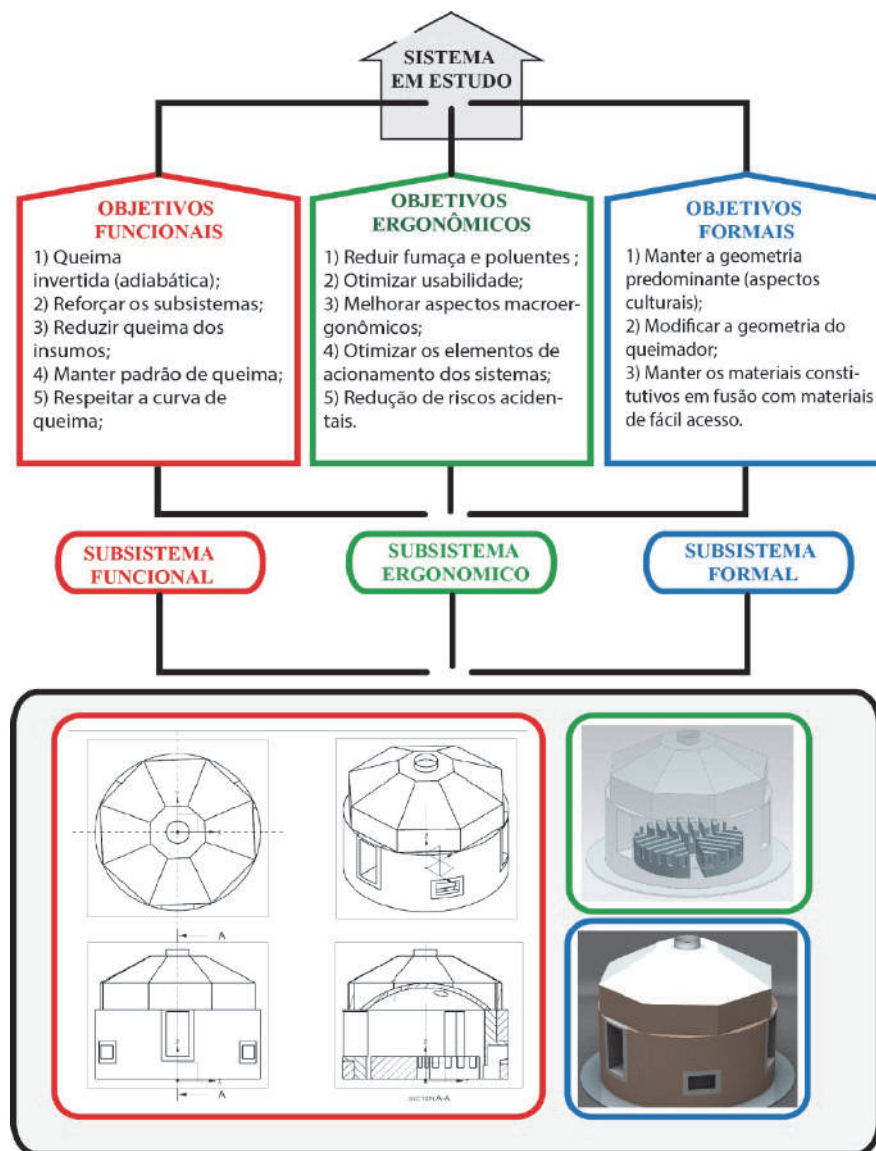 SISTEMA
EM ESTUDO
OBJETIVOS
FUNCIONAIS
1) Queima
invertida (adiabática);
2) Reforçar os subsistemas;
3) Reduzir queima dos
insumos;
4) Manter padrão de queima;
5) Respeitar a curva de
queima;
OBJETIVOS
ERGONÔMICOS
1) Reduzir fumaça e poluentes ;
2) Otimizar usabilidade;
3) Melhorar aspectos macroer-
gonômicos;
4) Otimizar os elementos de
acionamento dos sistemas;
5) Redução de riscos aciden-
tais.
OBJETIVOS
FORMAIS
1) Manter a geometria
predominante (aspectos
culturais);
2) Modificar a geometria do
queimador;
3) Manter os materiais consti-
tutivos em fusão com materiais
de fácil acesso.
SUBSISTEMA
FUNCIONAL
SUBSISTEMA
ERGONOMICO
SUBSISTEMA
FORMAL
A
A
A-A